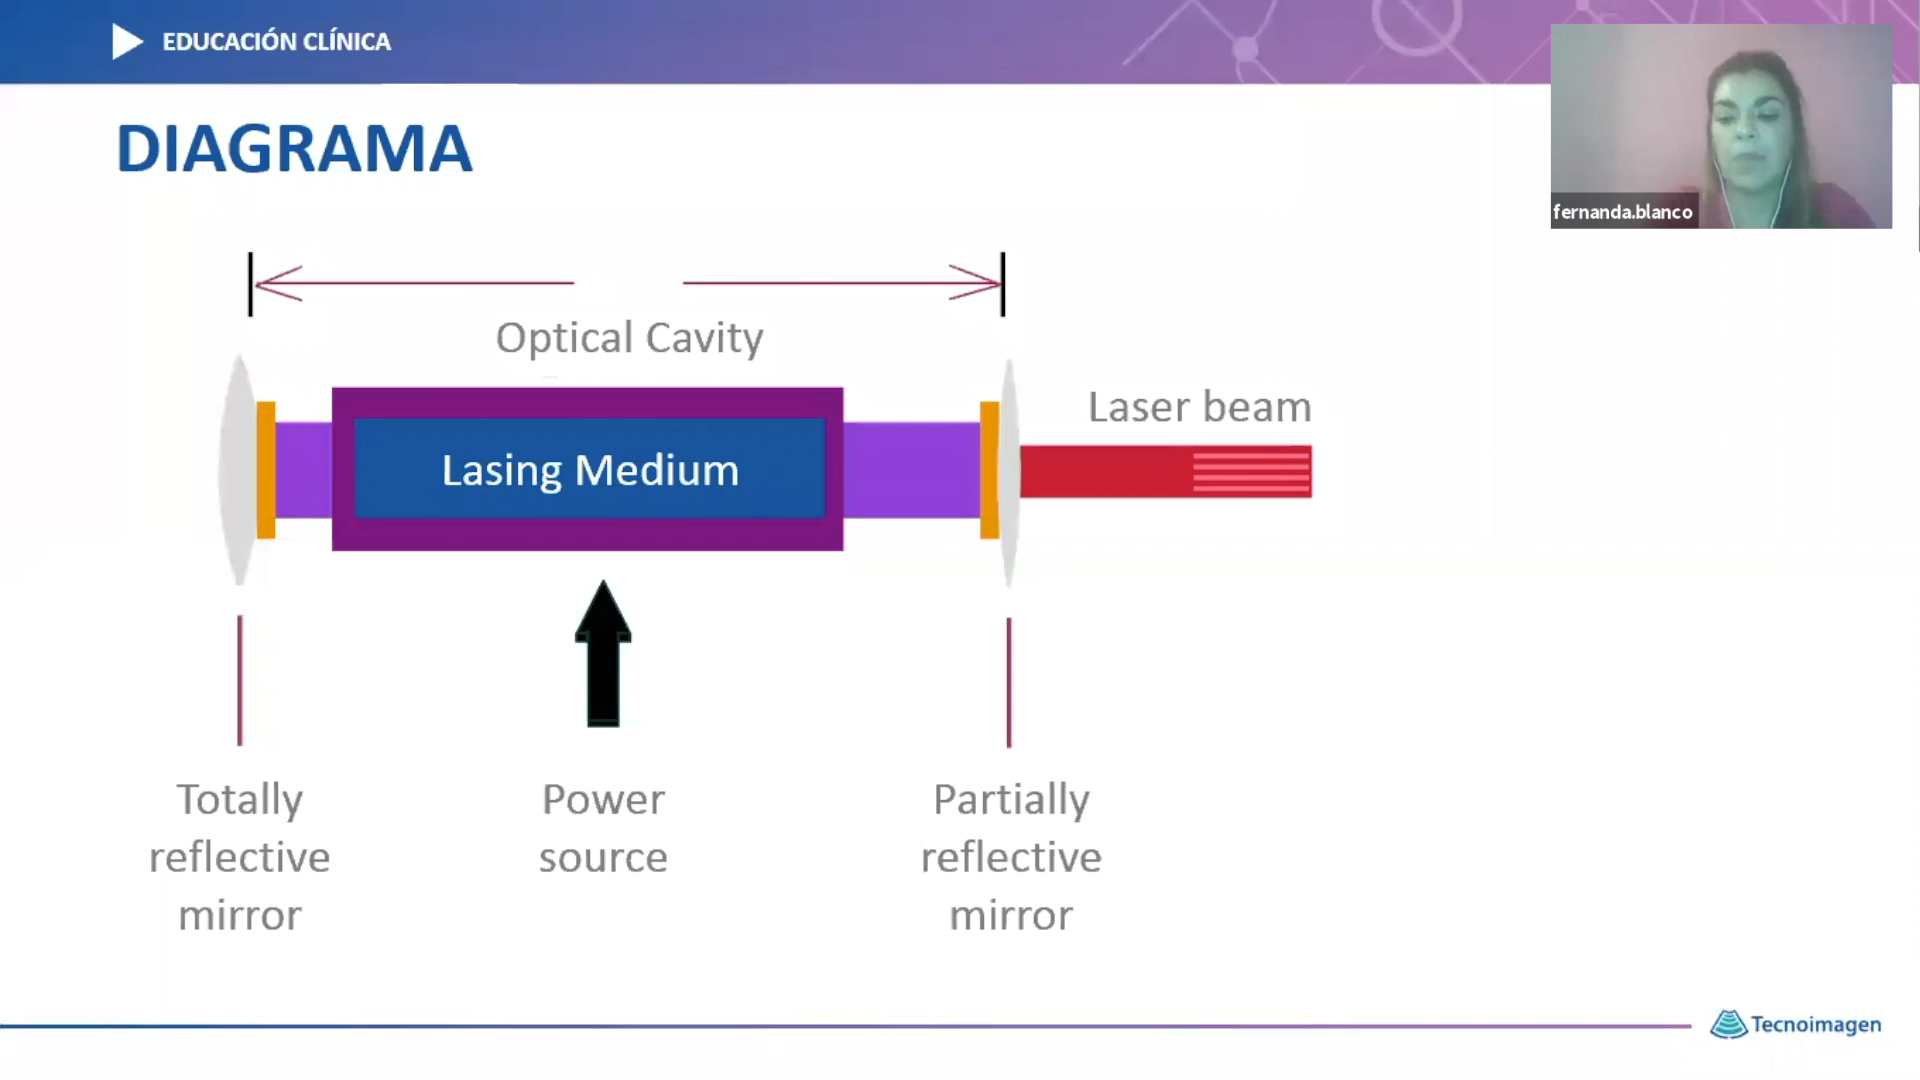 EDUCACIÓN CLÍNICA
fernanda.blanco
DIAGRAMA
Optical Cavity
Laser beam
Lasing Medium
Totally
reflective
mirror
Power
source
Partially
reflective
mirror
Tecnoimagen